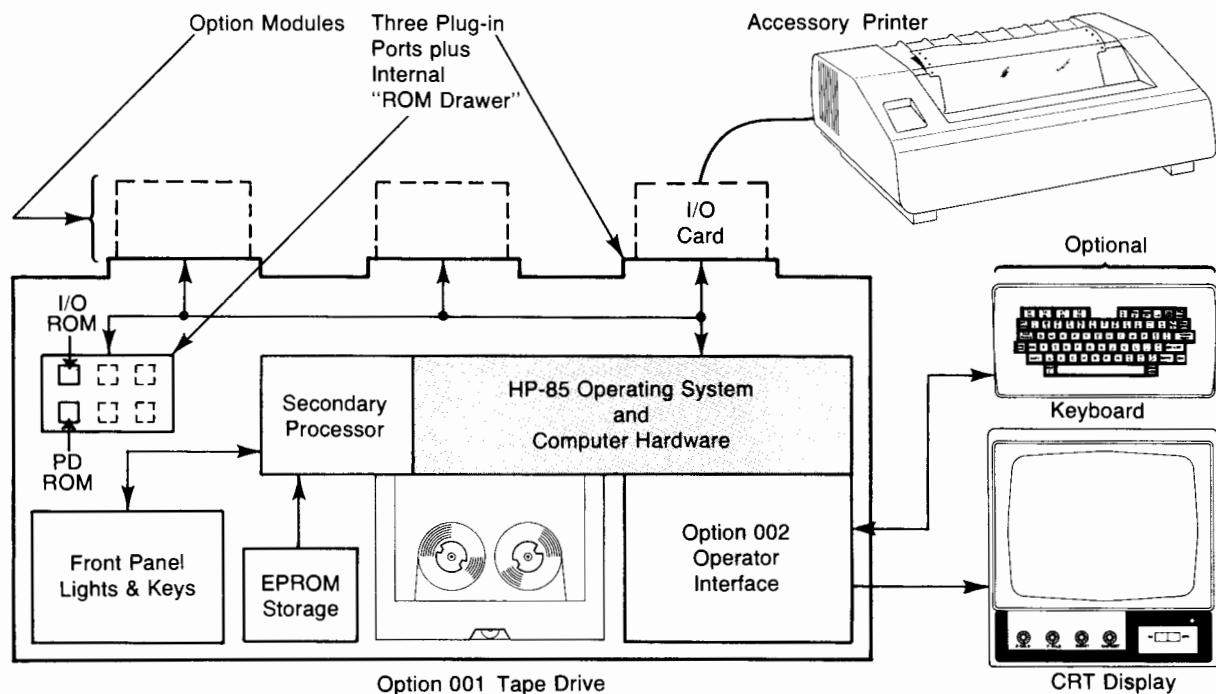 Option Modules
Three Plug-in
Ports plus
Internal
"ROM Drawer"
Accessory Printer
I/O
Card
Optional
I/O
ROM
PD
ROM
Secondary
Processor
HP-85 Operating System
and
Computer Hardware
Keyboard
Front Panel
Lights & Keys
EPROM
Storage
Option 002
Operator
Interface
Option 001 Tape Drive
CRT Display